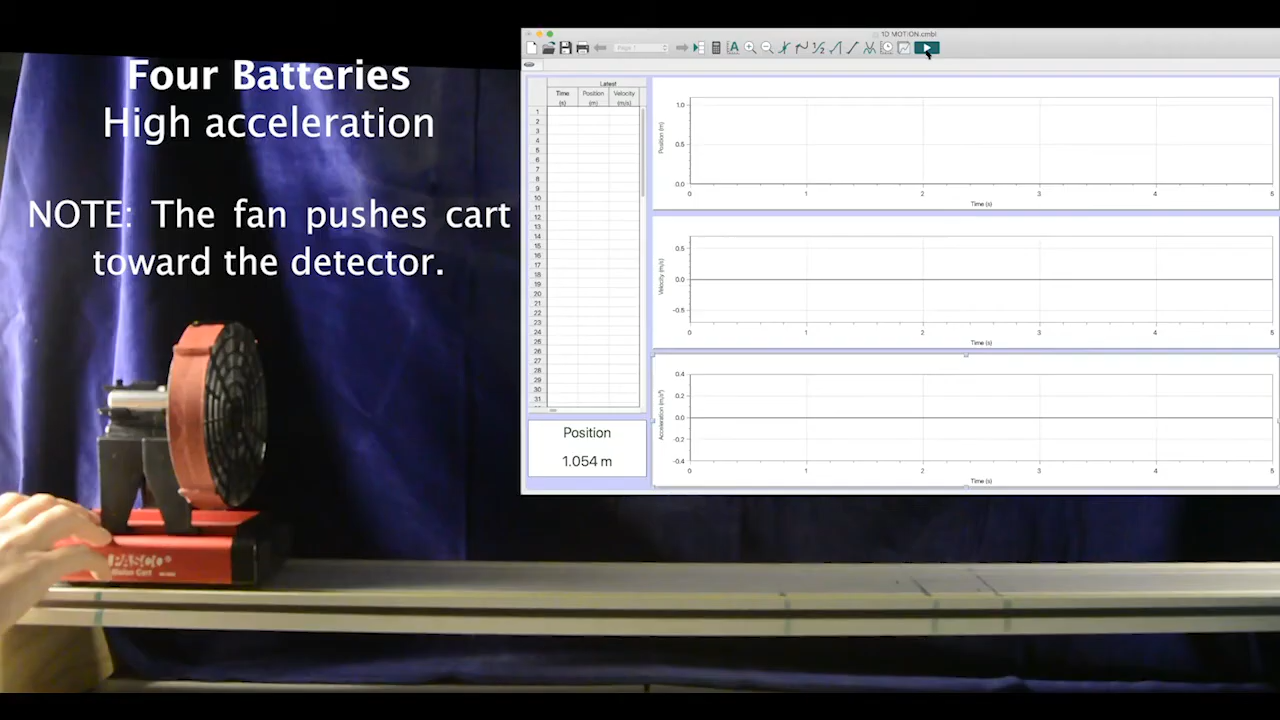 Four Batteries
High acceleration
NOTE: The fan pushes cart
toward the detector.
PASCO®
1D MOTION.cmbl
Page 1
Latest
Time Position Velocity
(s) (m) (m/s)
1
2
3
4
5
6
7
8
9
10
11
12
13
14
15
16
17
18
19
20
21
22
23
24
25
26
27
28
29
30
31
Position
1.054 m
Position (m)
1.0
0.5
0.0
0 1 2 3 4 5
Time (s)
Velocity (m/s)
0.5
0.0
-0.5
0 1 2 3 4 5
Time (s)
Acceleration (m/s²)
0.4
0.2
0.0
-0.2
-0.4
0 1 2 3 4 5
Time (s)